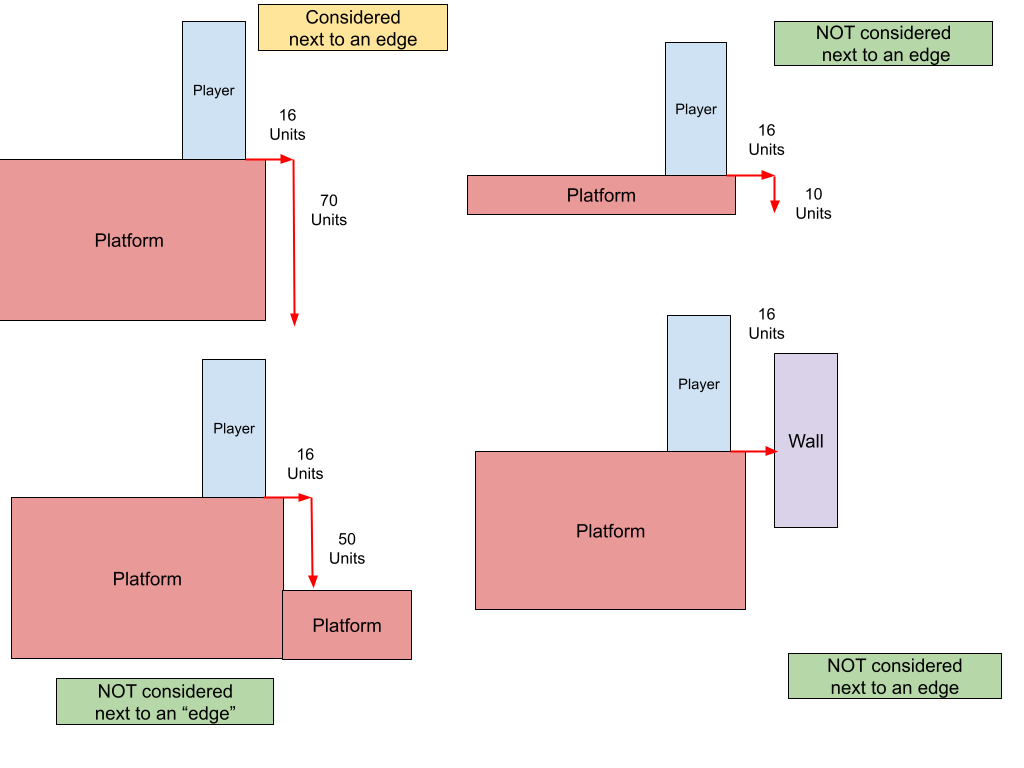 Considered
next to an edge
Player
16
Units
70
Units
Platform
NOT considered
next to an edge
Player
16
Units
Platform
10
Units
Player
16
Units
50
Units
Platform
Platform
NOT considered
next to an “edge”
16
Units
Player
Wall
Platform
NOT considered
next to an edge